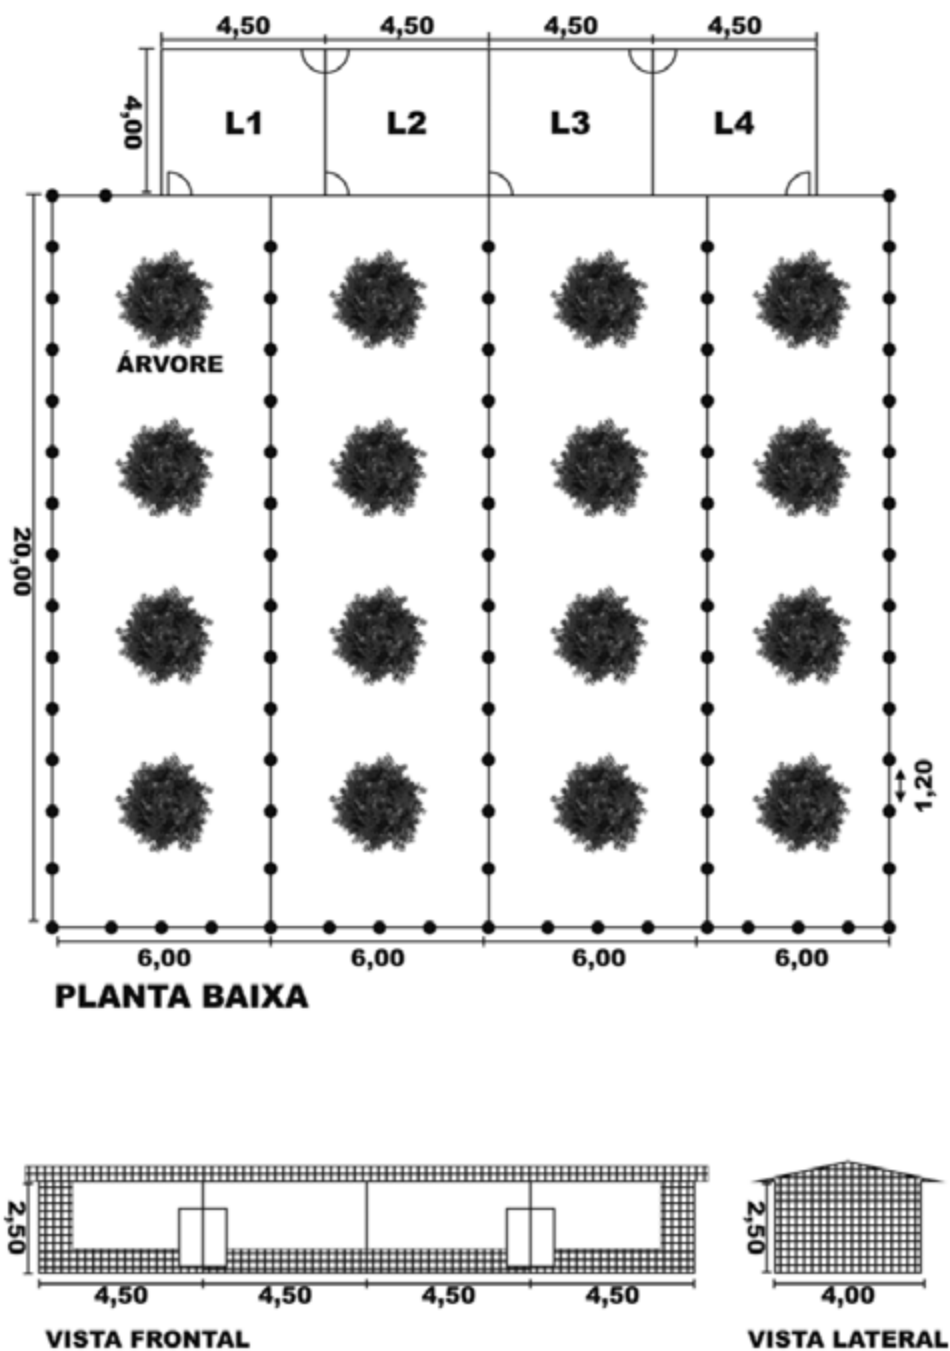 4,50 4,50 4,50 4,50
4,00
L1 L2 L3 L4
ÁRVORE
20,00
1,20
6,00 6,00 6,00 6,00
PLANTA BAIXA
2,50
4,50 4,50 4,50 4,50
VISTA FRONTAL
2,50
4,00
VISTA LATERAL